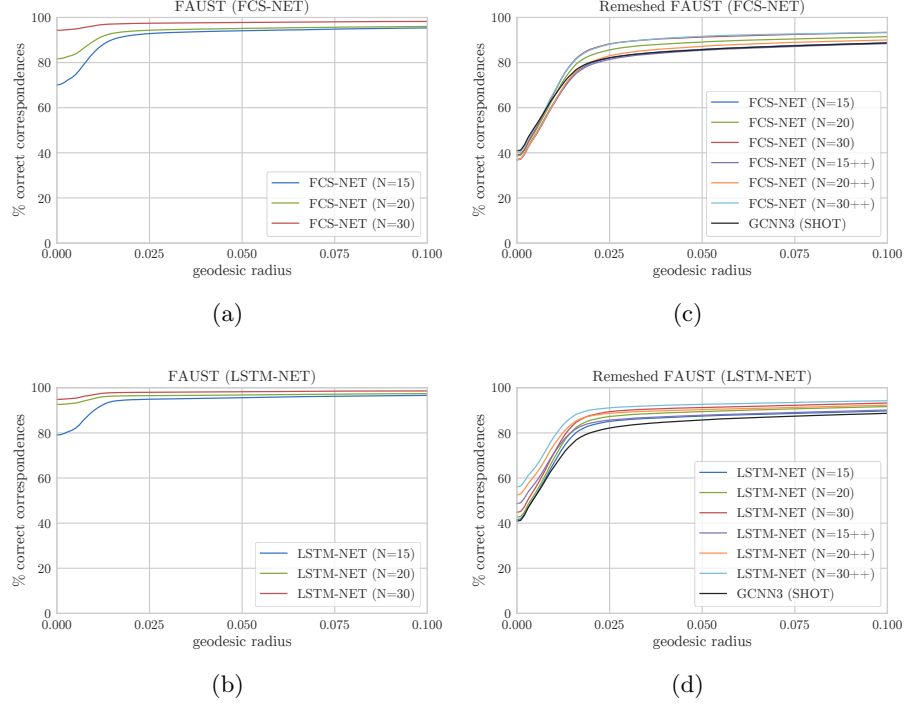 FAUST (FCS-NET)
% correct correspondences
100
80
60
40
20
0
FCS-NET (N=15)
FCS-NET (N=20)
FCS-NET (N=30)
0.000
0.025
0.050
0.075
0.100
geodesic radius
(a)
Remeshed FAUST (FCS-NET)
% correct correspondences
100
80
60
40
20
0
FCS-NET (N=15)
FCS-NET (N=20)
FCS-NET (N=30)
FCS-NET (N=15++)
FCS-NET (N=20++)
FCS-NET (N=30++)
GCNN3 (SHOT)
0.000
0.025
0.050
0.075
0.100
geodesic radius
(c)
FAUST (LSTM-NET)
% correct correspondences
100
80
60
40
20
0
LSTM-NET (N=15)
LSTM-NET (N=20)
LSTM-NET (N=30)
0.000
0.025
0.050
0.075
0.100
geodesic radius
(b)
Remeshed FAUST (LSTM-NET)
% correct correspondences
100
80
60
40
20
0
LSTM-NET (N=15)
LSTM-NET (N=20)
LSTM-NET (N=30)
LSTM-NET (N=15++)
LSTM-NET (N=20++)
LSTM-NET (N=30++)
GCNN3 (SHOT)
0.000
0.025
0.050
0.075
0.100
geodesic radius
(d)